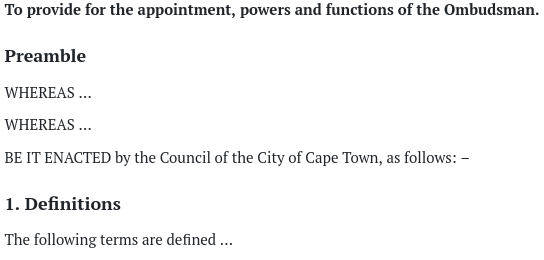 To provide for the appointment, powers and functions of the Ombudsman.
Preamble
WHEREAS …
WHEREAS …
BE IT ENACTED by the Council of the City of Cape Town, as follows: –
1. Definitions
The following terms are defined …